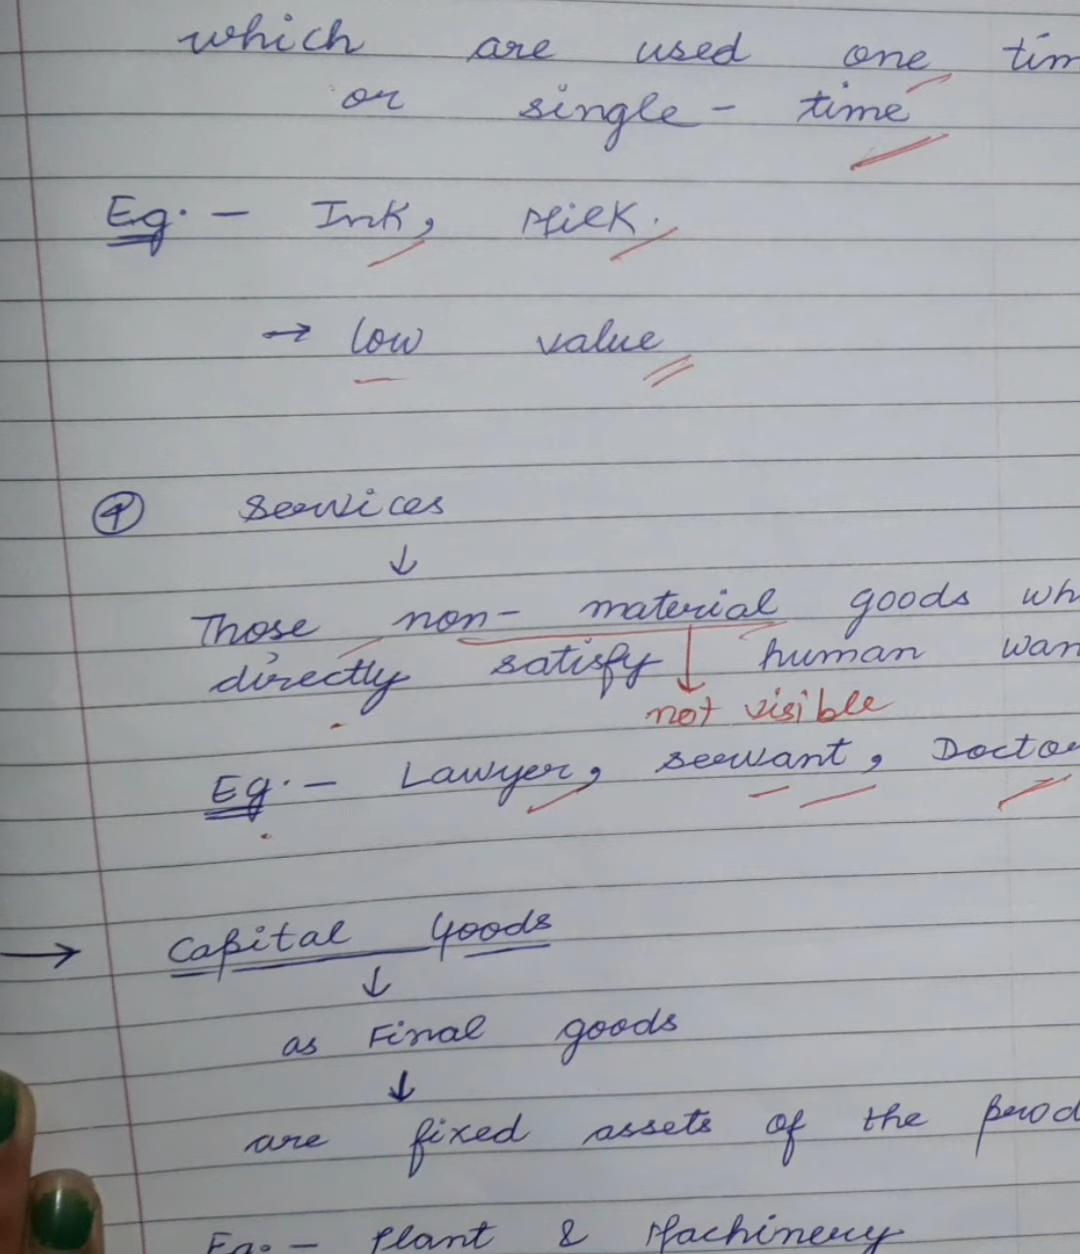 which are used one tim
or single - time
Eg. - Ink, Milk.
→ low value
④ Services
↓
Those non- material goods wh
directly satisfy human wan
not visible
Eg. - Lawyer, servant, Docto
→ Capital Goods
↓
as Final goods
↓
are fixed assets of the prod
Eg. - Plant & Machinery